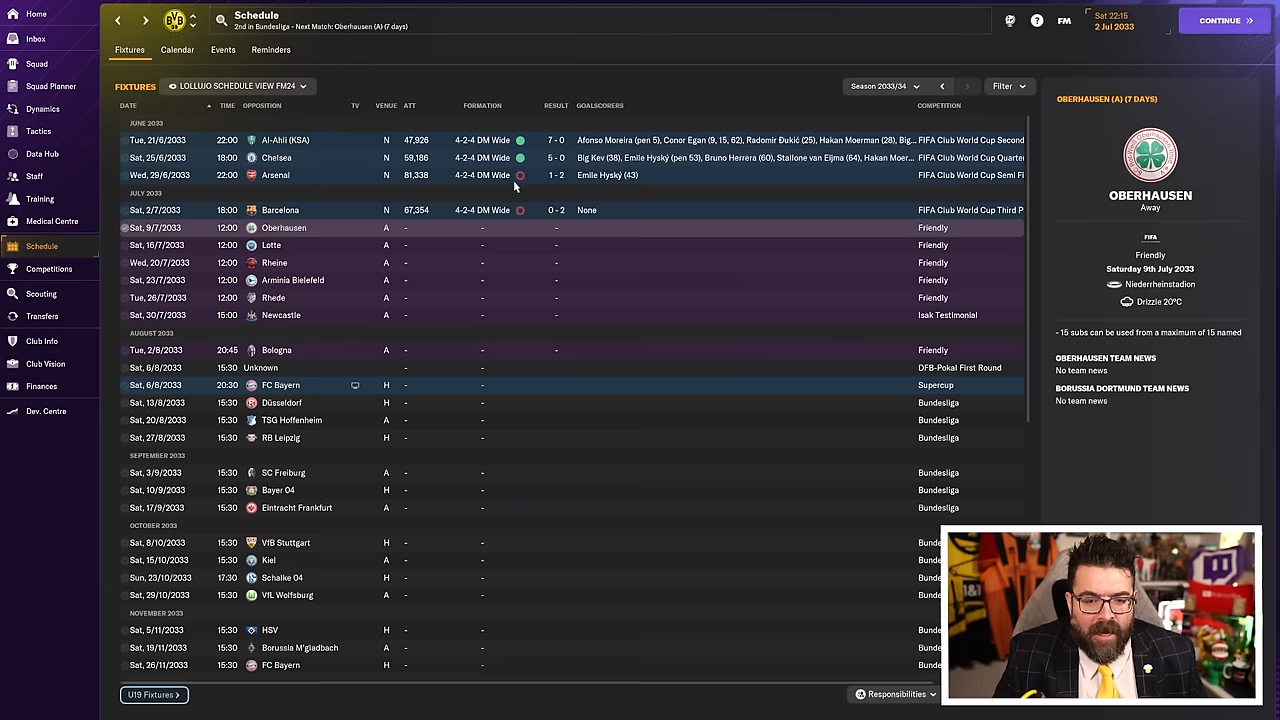 Home
Inbox
Squad
Squad Planner
Dynamics
Tactics
Data Hub
Staff
Training
Medical Centre
Schedule
Competitions
Scouting
Transfers
Club Info
Club Vision
Finances
Dev. Centre
BVB 09
Schedule
2nd in Bundesliga - Next Match: Oberhausen (A) (7 days)
? FM
Sat 22:15
2 Jul 2033
CONTINUE
Fixtures Calendar Events Reminders
FIXTURES LOLLUJO SCHEDULE VIEW FM24 Season 2033/34 Filter
DATE TIME OPPOSITION TV VENUE ATT FORMATION RESULT GOALSCORERS COMPETITION
JUNE 2033
Tue, 21/6/2033 22:00 Al-Ahli (KSA) N 47,926 4-2-4 DM Wide 7 - 0 Afonso Moreira (pen 5), Conor Egan (9, 15, 62), Radomir Đukić (25), Hakan Moerman (28), Big... FIFA Club World Cup Second
Sat, 25/6/2033 18:00 Chelsea N 59,186 4-2-4 DM Wide 5 - 0 Big Kev (38), Emile Hyský (pen 53), Bruno Herrera (60), Stallone van Eijma (64), Hakan Moer... FIFA Club World Cup Quarte
Wed, 29/6/2033 22:00 Arsenal N 81,338 4-2-4 DM Wide 1 - 2 Emile Hyský (43) FIFA Club World Cup Semi Fi
JULY 2033
Sat, 2/7/2033 18:00 Barcelona N 67,354 4-2-4 DM Wide 0 - 2 None FIFA Club World Cup Third P
Sat, 9/7/2033 12:00 Oberhausen A - - - Friendly
Sat, 16/7/2033 12:00 Lotte A - - - Friendly
Wed, 20/7/2033 12:00 Rheine A - - - Friendly
Sat, 23/7/2033 12:00 Arminia Bielefeld A - - - Friendly
Tue, 26/7/2033 12:00 Rhede A - - - Friendly
Sat, 30/7/2033 15:00 Newcastle A - - - Isak Testimonial
AUGUST 2033
Tue, 2/8/2033 20:45 Bologna A - - - Friendly
Sat, 6/8/2033 15:30 Unknown - - DFB-Pokal First Round
Sat, 6/8/2033 20:30 FC Bayern H - - Supercup
Sat, 13/8/2033 15:30 Düsseldorf H - - Bundesliga
Sat, 20/8/2033 15:30 TSG Hoffenheim A - - Bundesliga
Sat, 27/8/2033 15:30 RB Leipzig H - - Bundesliga
SEPTEMBER 2033
Sat, 3/9/2033 15:30 SC Freiburg A - - Bundesliga
Sat, 10/9/2033 15:30 Bayer 04 H - - Bundesliga
Sat, 17/9/2033 15:30 Eintracht Frankfurt A - - Bundesliga
OCTOBER 2033
Sat, 8/10/2033 15:30 VfB Stuttgart H - - Bunde
Sat, 15/10/2033 15:30 Kiel A - - Bunde
Sun, 23/10/2033 17:30 Schalke 04 H - - Bunde
Sat, 29/10/2033 15:30 VfL Wolfsburg A - - Bunde
NOVEMBER 2033
Sat, 5/11/2033 15:30 HSV H - - Bunde
Sat, 19/11/2033 15:30 Borussia M'gladbach A - - Bunde
Sat, 26/11/2033 15:30 FC Bayern H - - Bunde
U19 Fixtures Responsibilities
OBERHAUSEN (A) (7 DAYS)
OBERHAUSEN
Away
FIFA
Friendly
Saturday 9th July 2033
Niederrheinstadion
Drizzle 20ºC
- 15 subs can be used from a maximum of 15 named
OBERHAUSEN TEAM NEWS
No team news
BORUSSIA DORTMUND TEAM NEWS
No team news
1&1